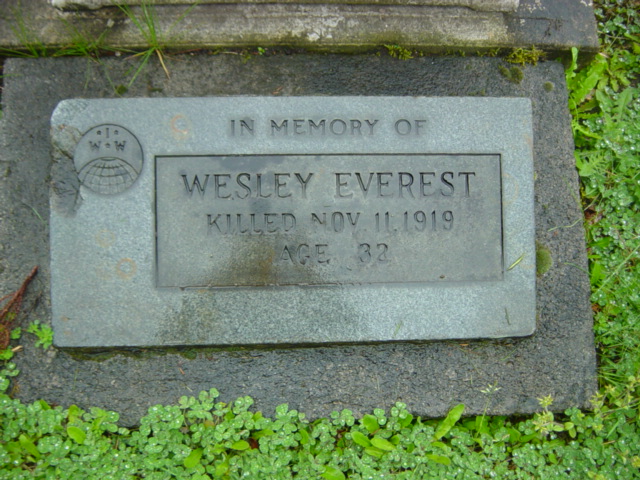 I
W W
IN MEMORY OF
WESLEY EVEREST
KILLED NOV. 11, 1919
AGE 32